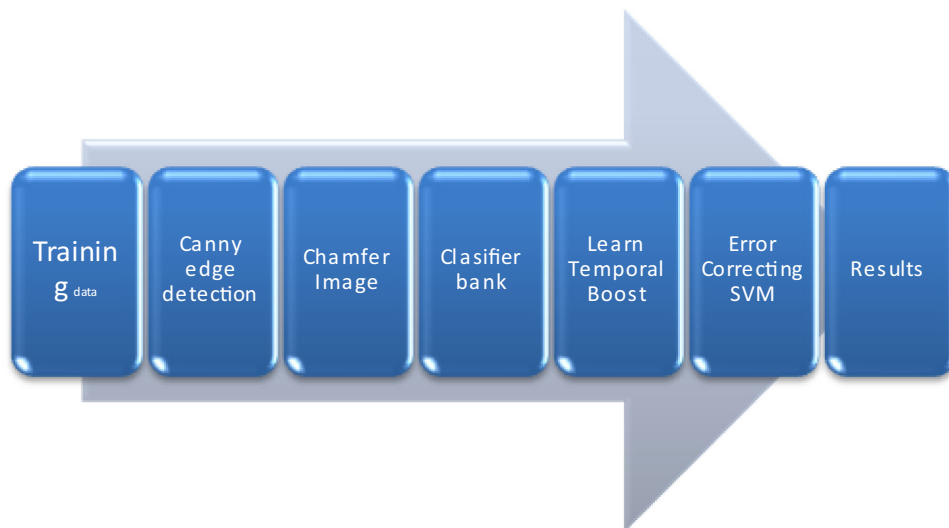 Trainin
g data
Canny
edge
detection
Chamfer
Image
Clasifier
bank
Learn
Temporal
Boost
Error
Correcting
SVM
Results